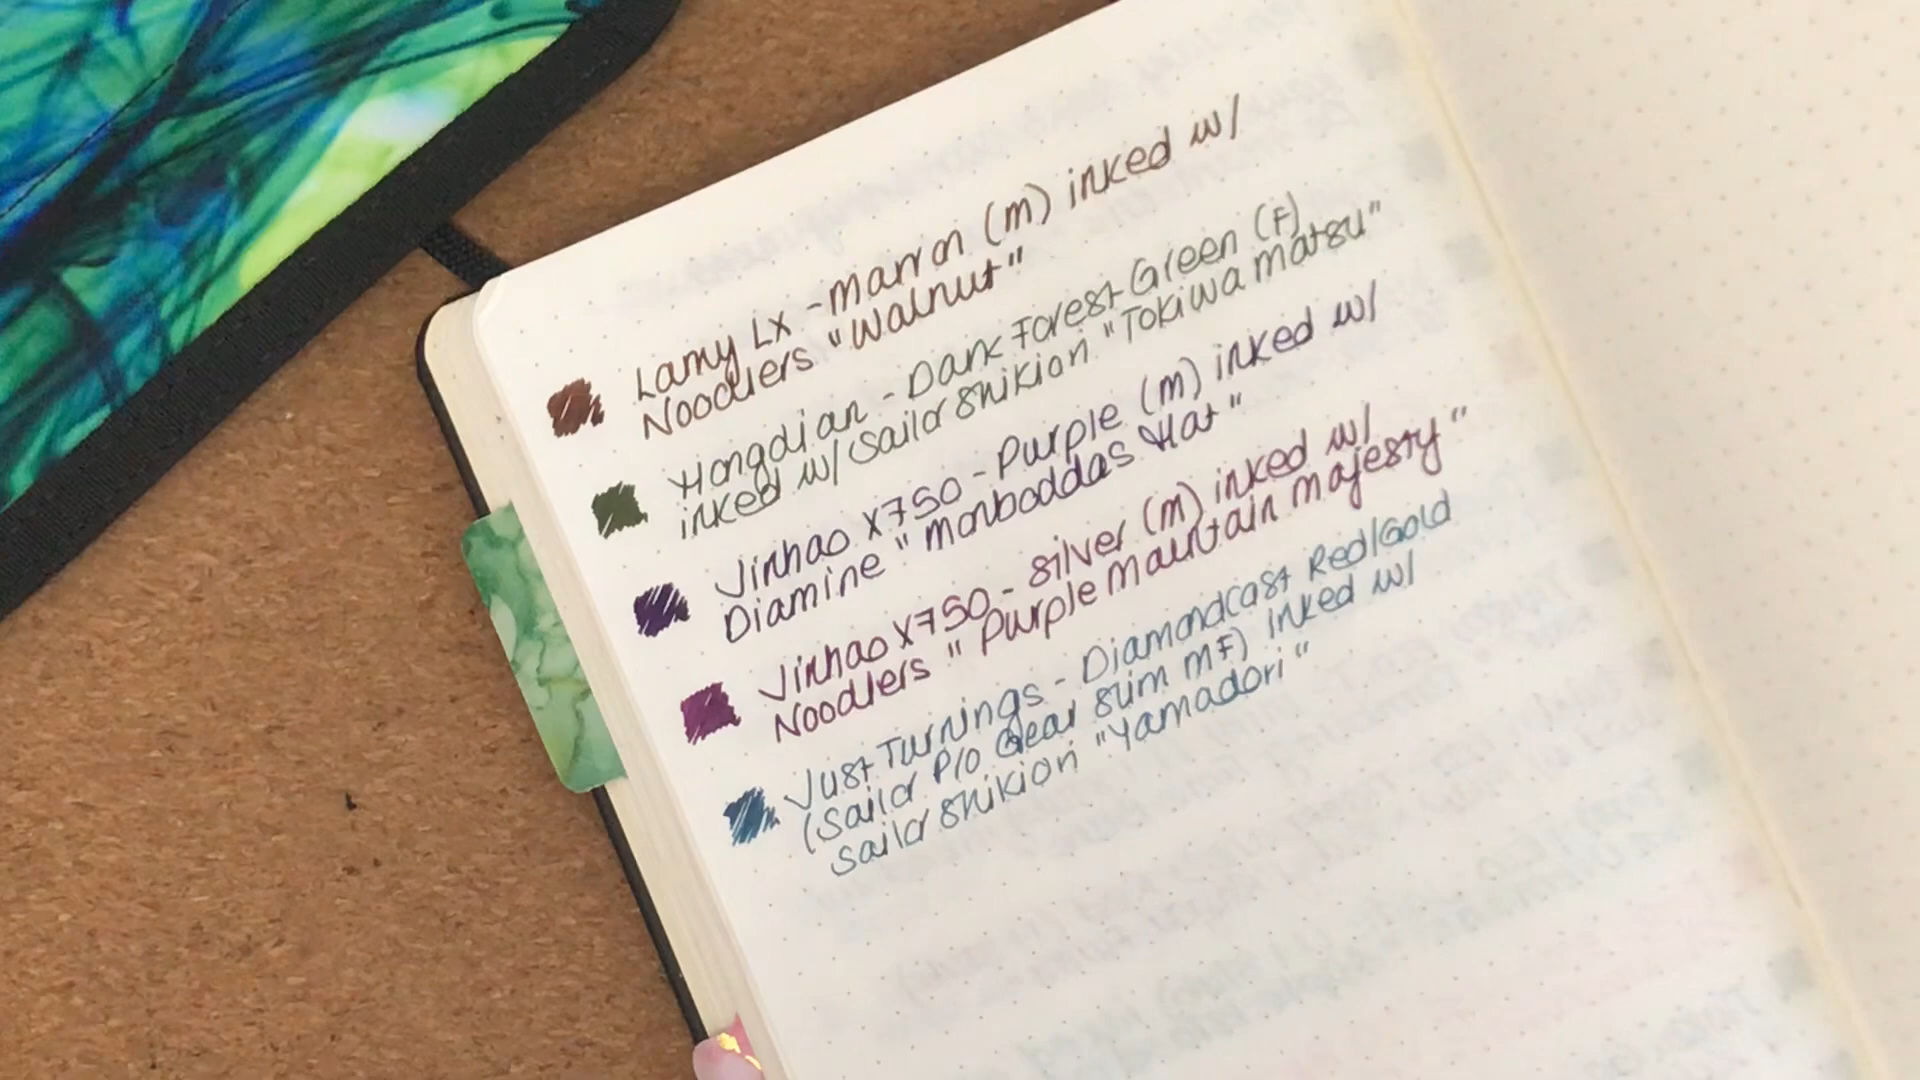 Lamy Lx - marron (m) inked w/
Noodlers "Walnut"
Hongdian - Dark Forest Green (F)
inked w/ Sailor Shikiori "Tokiwa matsu"
Jinhao X750 - Purple (m) inked w/
Diamine "monboddas Hat"
Jinhao X750 - Silver (m) inked w/
Noodlers "Purple Mountain majesty"
Just Turnings - Diamondcast Red/Gold
(Sailor P/O Gear Slim MF) inked w/
Sailor Shikiori "Yamadori"